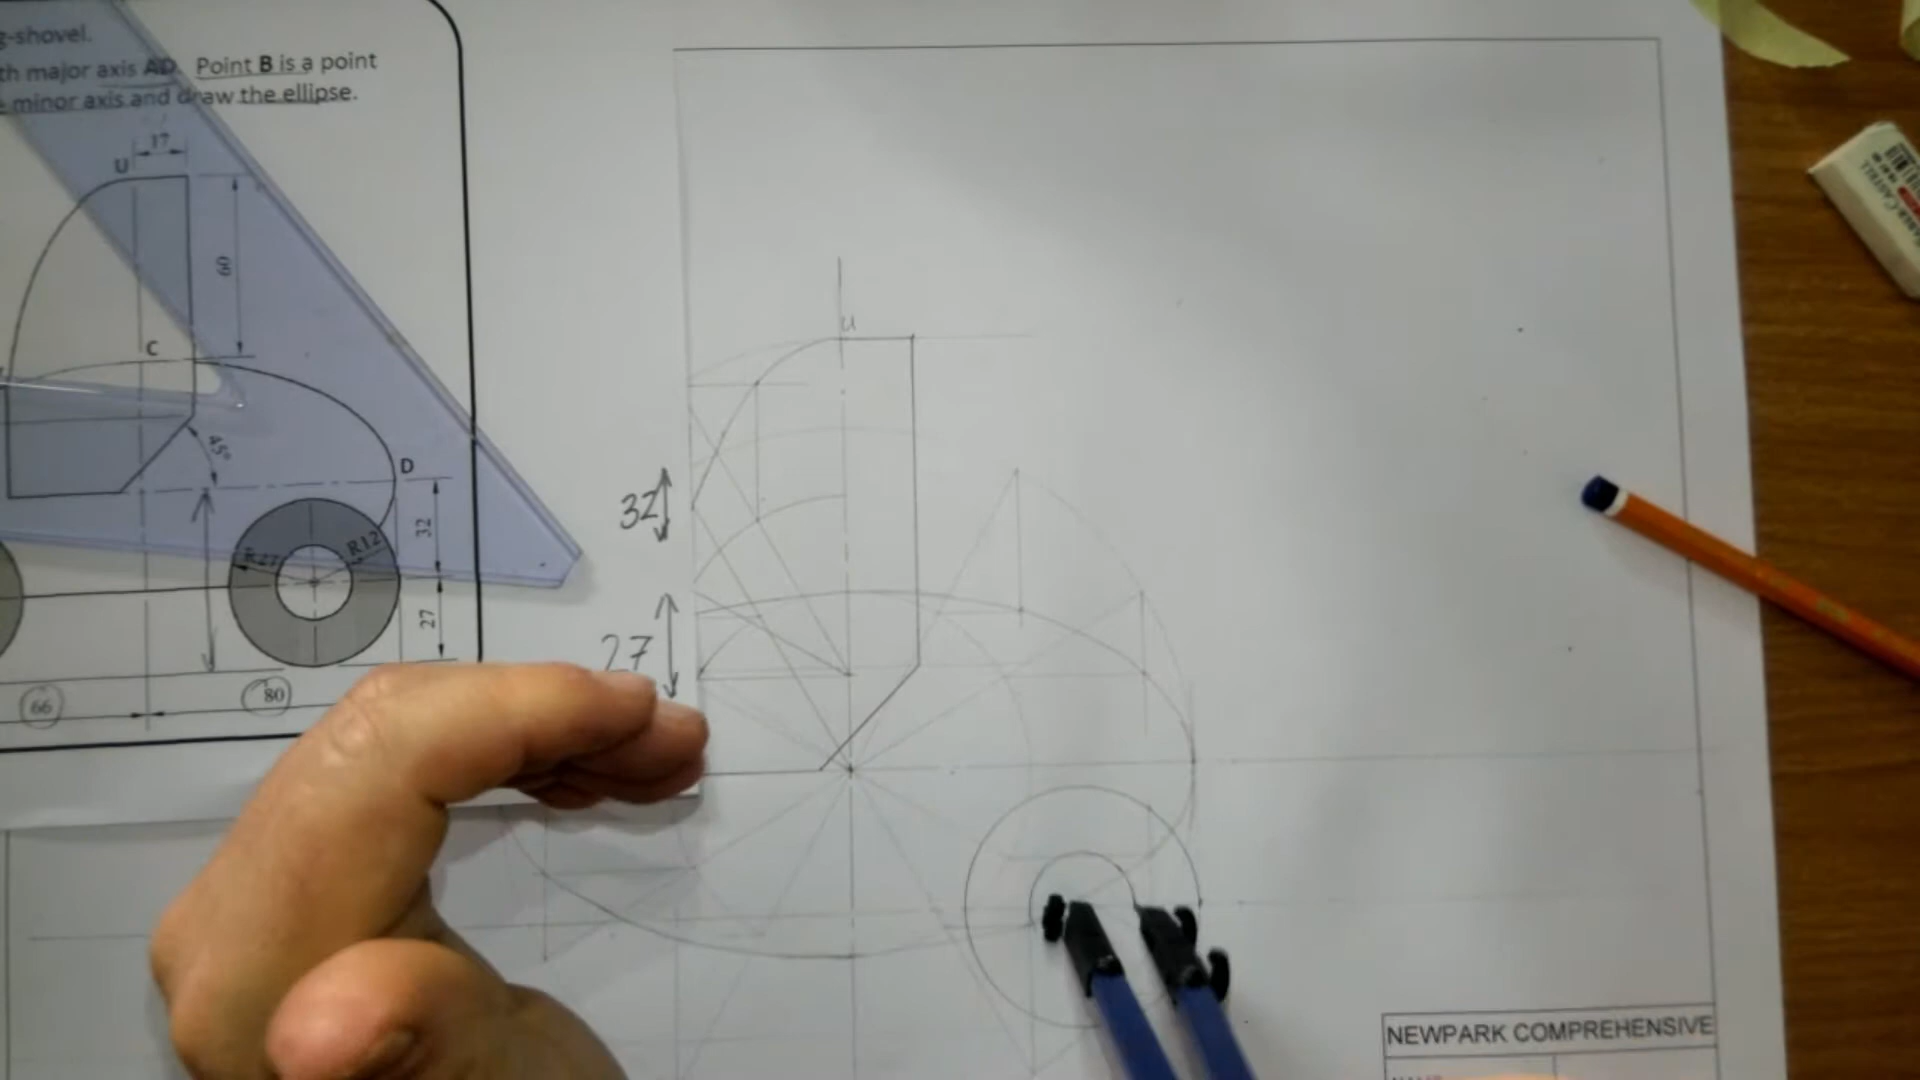 g-shovel.
th major axis AD. Point B is a point
e minor axis and draw the ellipse.
17
U
60
C
45°
D
32
R27
R12
27
66
80
U
32
27
NEWPARK COMPREHENSIVE